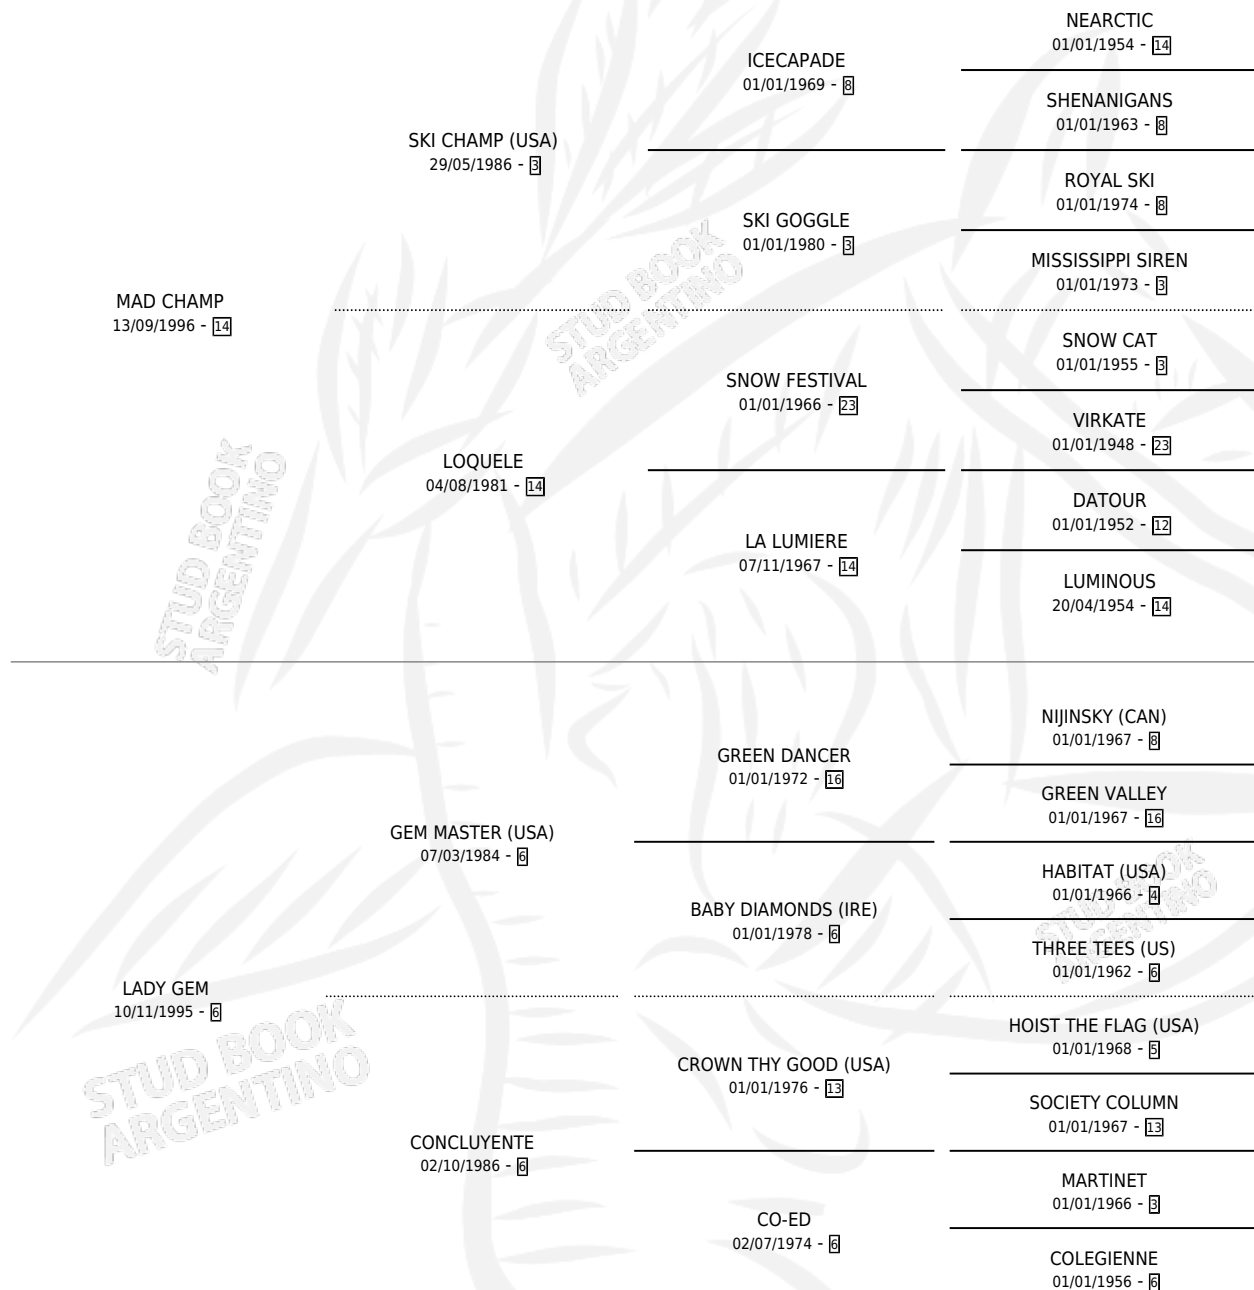 NEARCTIC
01/01/1954 - 14
ICECAPADE
01/01/1969 - 8
SHENANIGANS
01/01/1963 - 8
SKI CHAMP (USA)
29/05/1986 - 3
ROYAL SKI
01/01/1974 - 8
SKI GOGGLE
01/01/1980 - 3
MISSISSIPPI SIREN
01/01/1973 - 3
MAD CHAMP
13/09/1996 - 14
STUD BOOK
ARGENTINO
SNOW CAT
01/01/1955 - 3
SNOW FESTIVAL
01/01/1966 - 23
VIRKATE
01/01/1948 - 23
LOQUELE
04/08/1981 - 14
DATOUR
01/01/1952 - 12
LA LUMIERE
07/11/1967 - 14
LUMINOUS
20/04/1954 - 14
STUD BOOK
ARGENTINO
NIJINSKY (CAN)
01/01/1967 - 8
GREEN DANCER
01/01/1972 - 16
GREEN VALLEY
01/01/1967 - 16
GEM MASTER (USA)
07/03/1984 - 6
HABITAT (USA)
01/01/1966 - 4
BABY DIAMONDS (IRE)
01/01/1978 - 6
THREE TEES (US)
01/01/1962 - 6
STUD BOOK
ARGENTINO
LADY GEM
10/11/1995 - 6
HOIST THE FLAG (USA)
01/01/1968 - 5
CROWN THY GOOD (USA)
01/01/1976 - 13
SOCIETY COLUMN
01/01/1967 - 13
STUD BOOK
ARGENTINO
CONCLUYENTE
02/10/1986 - 6
MARTINET
01/01/1966 - 3
CO-ED
02/07/1974 - 6
COLEGIENNE
01/01/1956 - 6